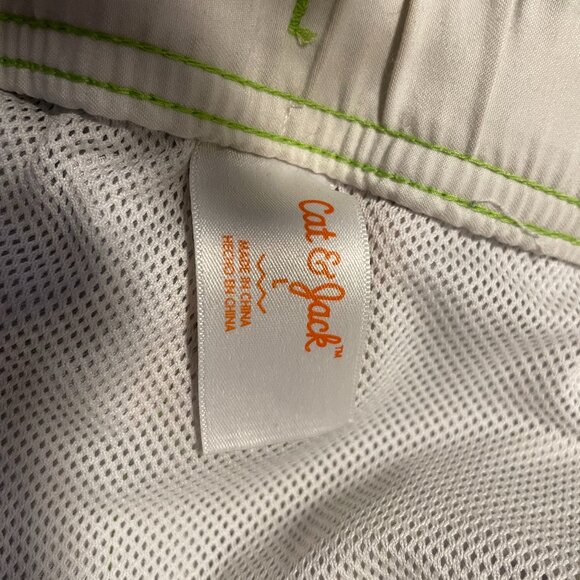 Cat & Jack™
L
MADE IN CHINA
HECHO EN CHINA